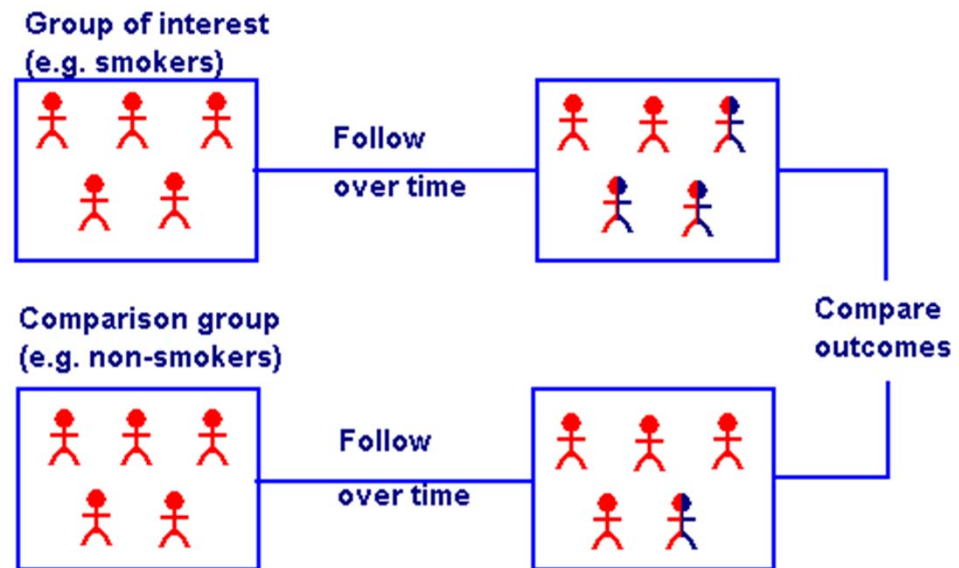 Group of interest
(e.g. smokers)
Follow
over time
Compare
outcomes
Comparison group
(e.g. non-smokers)
Follow
over time